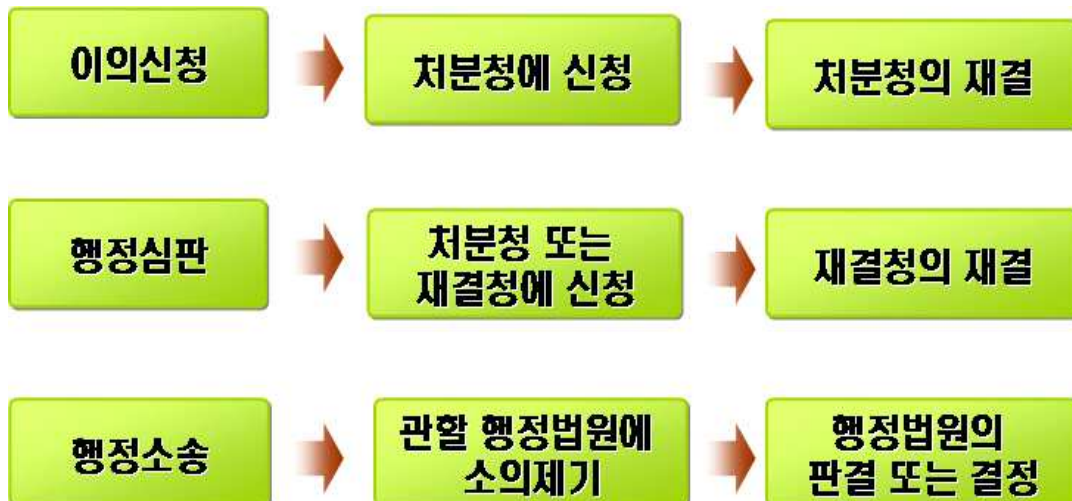 이의신청
처분청에 신청
처분청의 재결
행정심판
처분청 또는
재결청에 신청
재결청의 재결
행정소송
관할 행정법원에
소의제기
행정법원의
판결 또는 결정